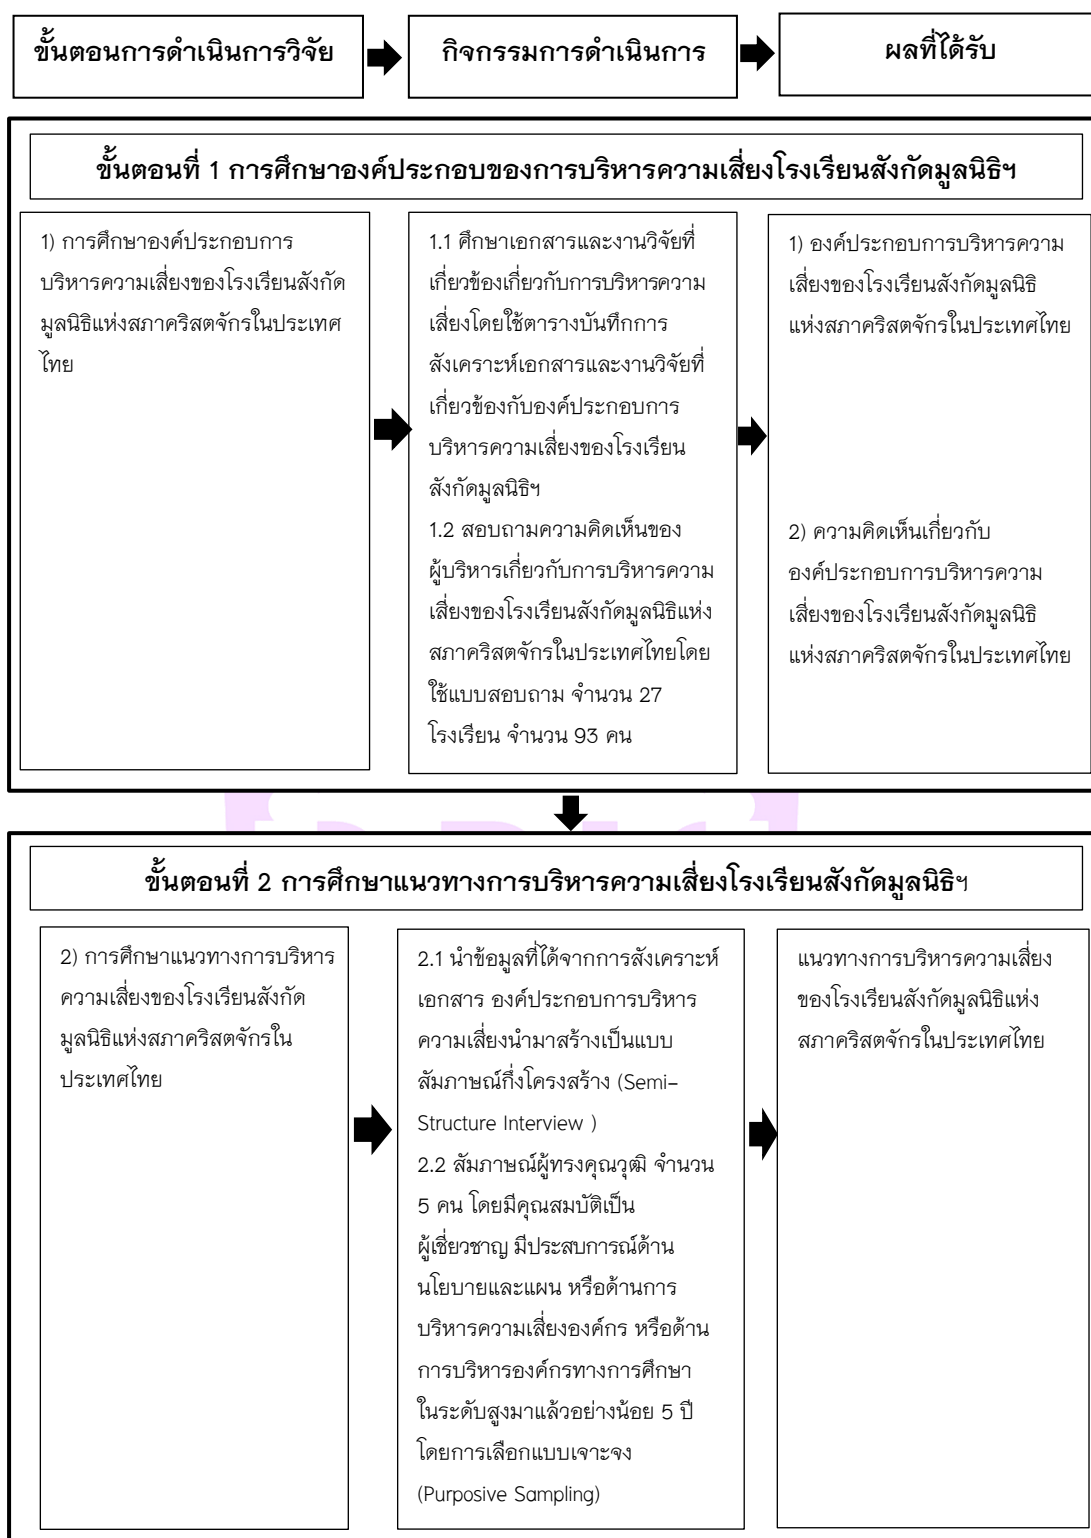 ขั้นตอนการดำเนินการวิจัย
กิจกรรมการดำเนินการ
ผลที่ได้รับ
ขั้นตอนที่ 1 การศึกษาองค์ประกอบของการบริหารความเสี่ยงโรงเรียนสังกัดมูลนิธิฯ
1) การศึกษาองค์ประกอบการ
บริหารความเสี่ยงของโรงเรียนสังกัด
มูลนิธิแห่งสภาคริสตจักรในประเทศ
ไทย
1.1 ศึกษาเอกสารและงานวิจัยที่
เกี่ยวข้องเกี่ยวกับการบริหารความ
เสี่ยงโดยใช้ตารางบันทึกการ
สังเคราะห์เอกสารและงานวิจัยที่
เกี่ยวข้องกับองค์ประกอบการ
บริหารความเสี่ยงของโรงเรียน
สังกัดมูลนิธิฯ
1.2 สอบถามความคิดเห็นของ
ผู้บริหารเกี่ยวกับการบริหารความ
เสี่ยงของโรงเรียนสังกัดมูลนิธิแห่ง
สภาคริสตจักรในประเทศไทยโดย
ใช้แบบสอบถาม จำนวน 27
โรงเรียน จำนวน 93 คน
1) องค์ประกอบการบริหารความ
เสี่ยงของโรงเรียนสังกัดมูลนิธิ
แห่งสภาคริสตจักรในประเทศไทย
2) ความคิดเห็นเกี่ยวกับ
องค์ประกอบการบริหารความ
เสี่ยงของโรงเรียนสังกัดมูลนิธิ
แห่งสภาคริสตจักรในประเทศไทย
ขั้นตอนที่ 2 การศึกษาแนวทางการบริหารความเสี่ยงโรงเรียนสังกัดมูลนิธิฯ
2) การศึกษาแนวทางการบริหาร
ความเสี่ยงของโรงเรียนสังกัด
มูลนิธิแห่งสภาคริสตจักรใน
ประเทศไทย
2.1 นำข้อมูลที่ได้จากการสังเคราะห์
เอกสาร องค์ประกอบการบริหาร
ความเสี่ยงนำมาสร้างเป็นแบบ
สัมภาษณ์กึ่งโครงสร้าง (Semi–
Structure Interview )
2.2 สัมภาษณ์ผู้ทรงคุณวุฒิ จำนวน
5 คน โดยมีคุณสมบัติเป็น
ผู้เชี่ยวชาญ มีประสบการณ์ด้าน
นโยบายและแผน หรือด้านการ
บริหารความเสี่ยงองค์กร หรือด้าน
การบริหารองค์กรทางการศึกษา
ในระดับสูงมาแล้วอย่างน้อย 5 ปี
โดยการเลือกแบบเจาะจง
(Purposive Sampling)
แนวทางการบริหารความเสี่ยง
ของโรงเรียนสังกัดมูลนิธิแห่ง
สภาคริสตจักรในประเทศไทย